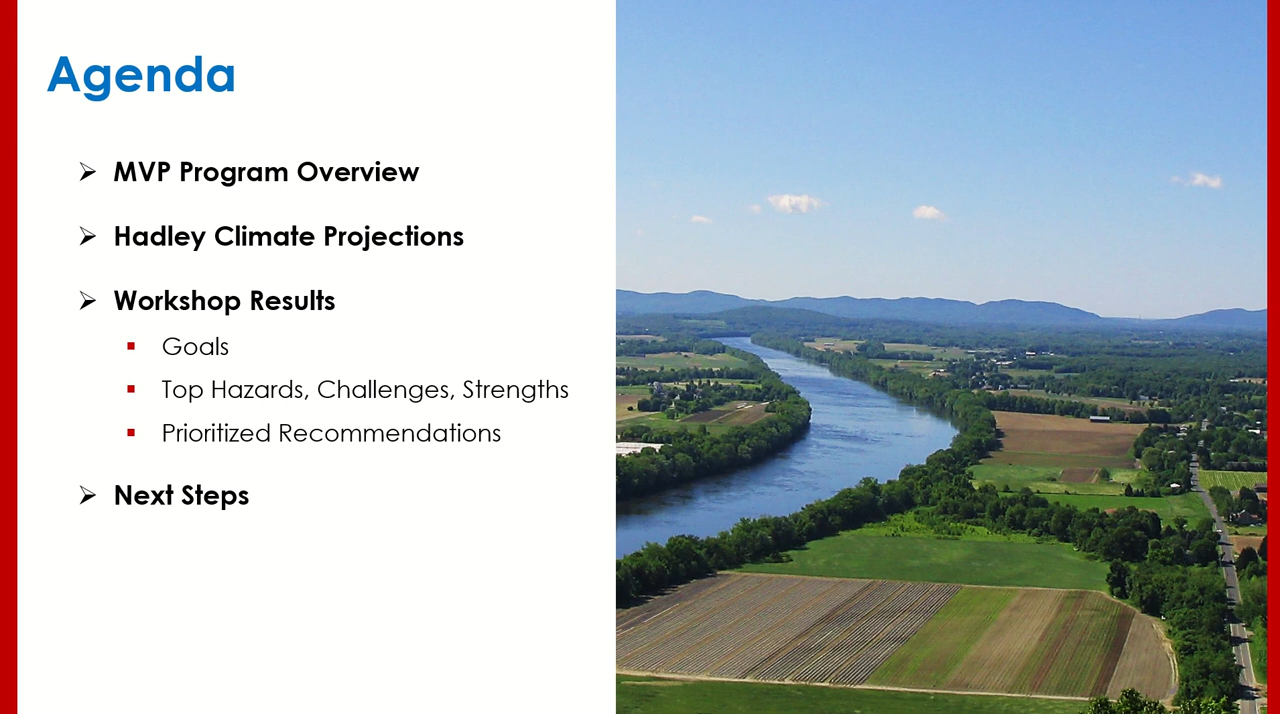 Agenda
MVP Program Overview
Hadley Climate Projections
Workshop Results
Goals
Top Hazards, Challenges, Strengths
Prioritized Recommendations
Next Steps